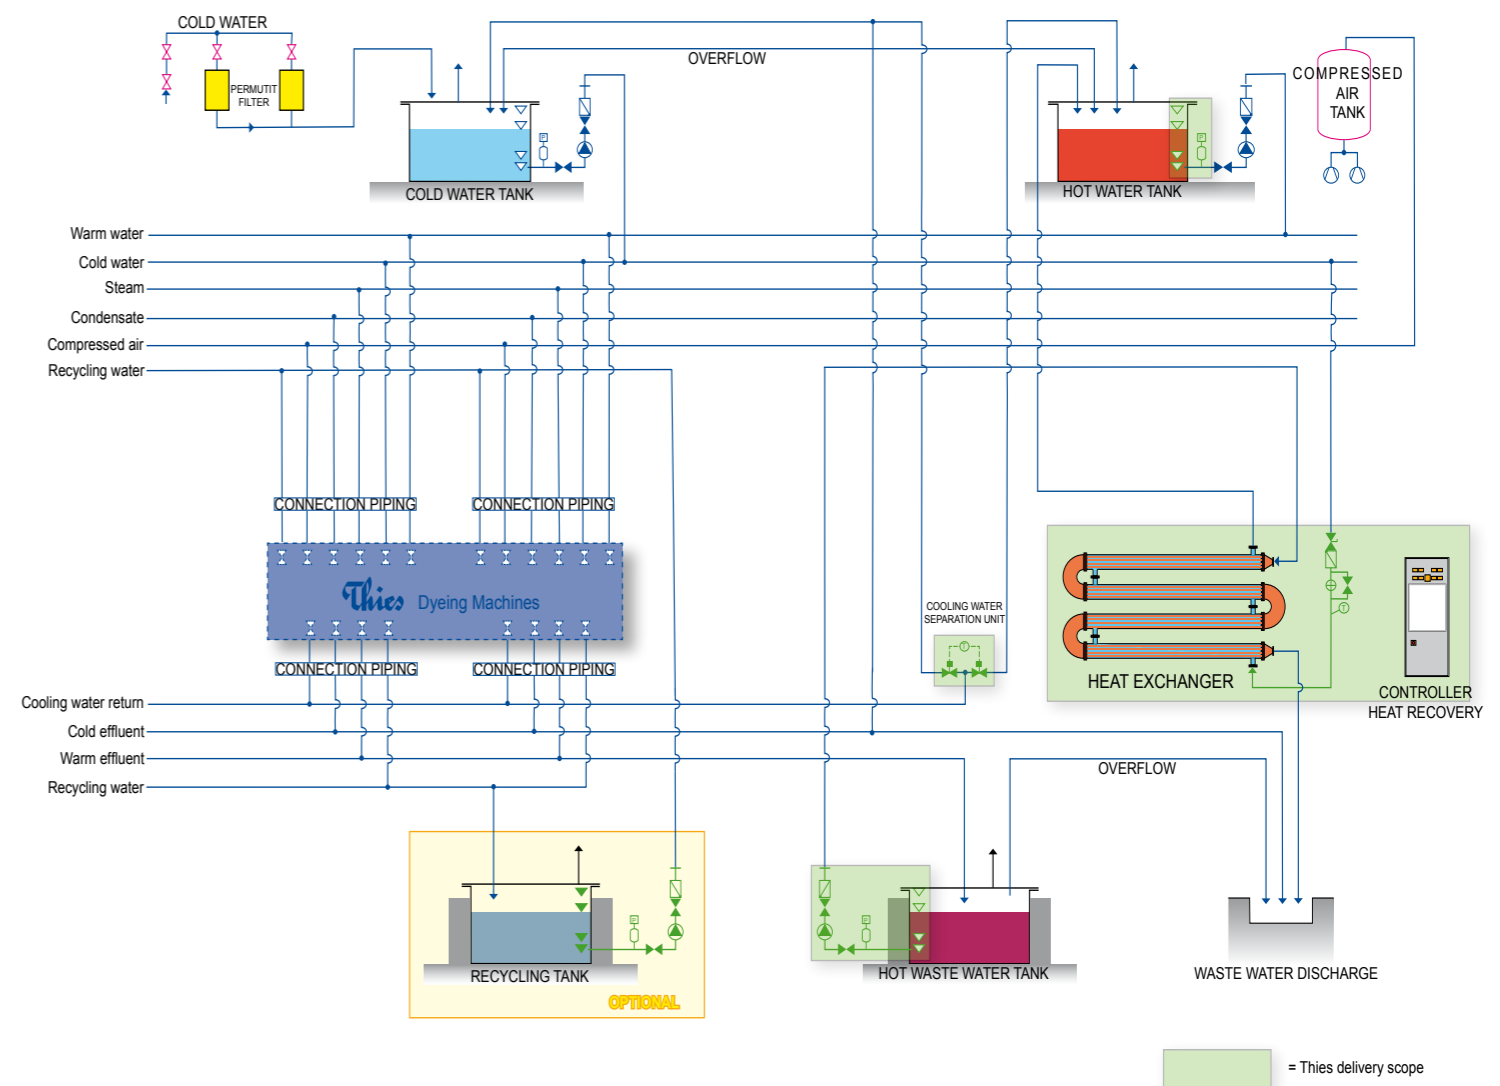 COLD WATER
PERMUTIT
FILTER
OVERFLOW
COMPRESSED
AIR
TANK
P
P
COLD WATER TANK
HOT WATER TANK
Warm water
Cold water
Steam
Condensate
Compressed air
Recycling water
CONNECTION PIPING
CONNECTION PIPING
Thies Dyeing Machines
COOLING WATER
SEPARATION UNIT
T
T
CONNECTION PIPING
CONNECTION PIPING
HEAT EXCHANGER
CONTROLLER
HEAT RECOVERY
Cooling water return
Cold effluent
Warm effluent
Recycling water
OVERFLOW
P
P
RECYCLING TANK
HOT WASTE WATER TANK
WASTE WATER DISCHARGE
OPTIONAL
= Thies delivery scope